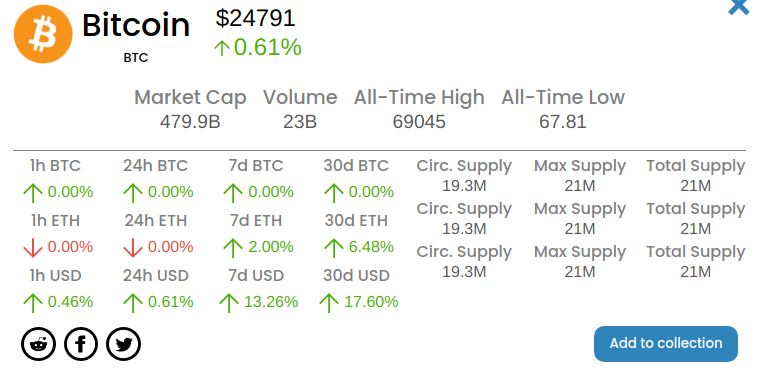 Bitcoin
BTC
$24791
↑0.61%
Market Cap Volume All-Time High All-Time Low
479.9B 23B 69045 67.81
1h BTC 24h BTC 7d BTC 30d BTC Circ. Supply Max Supply Total Supply
↑ 0.00% ↑ 0.00% ↑ 0.00% ↑ 0.00% 19.3M 21M 21M
1h ETH 24h ETH 7d ETH 30d ETH Circ. Supply Max Supply Total Supply
↓ 0.00% ↓ 0.00% ↑ 2.00% ↑ 6.48% 19.3M 21M 21M
1h USD 24h USD 7d USD 30d USD Circ. Supply Max Supply Total Supply
↑ 0.46% ↑ 0.61% ↑ 13.26% ↑ 17.60% 19.3M 21M 21M
Add to collection